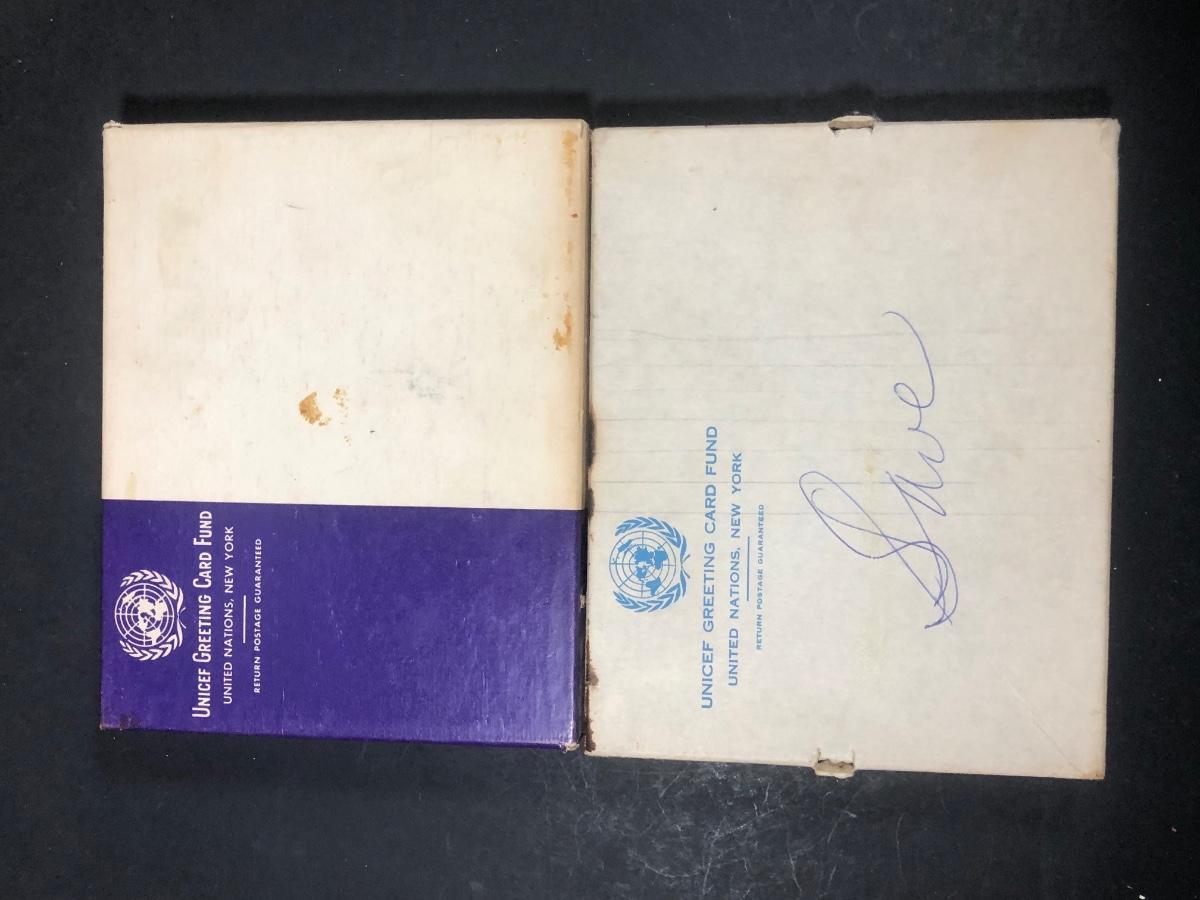 UNICEF GREETING CARD FUND
UNITED NATIONS, NEW YORK
RETURN POSTAGE GUARANTEED
UNICEF GREETING CARD FUND
UNITED NATIONS, NEW YORK
RETURN POSTAGE GUARANTEED
Save